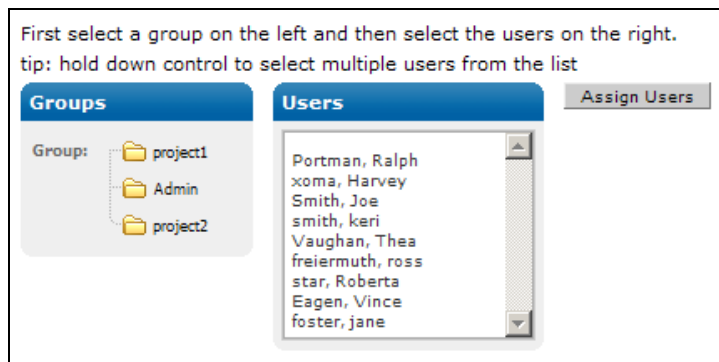 First select a group on the left and then select the users on the right.
tip: hold down control to select multiple users from the list
Groups
Group:
project1
Admin
project2
Users
Portman, Ralph
xoma, Harvey
Smith, Joe
smith, keri
Vaughan, Thea
freiermuth, ross
star, Roberta
Eagen, Vince
foster, jane
Assign Users